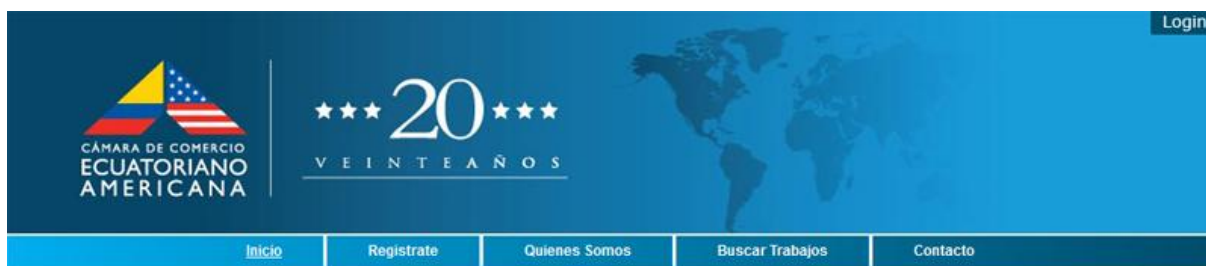 Login
★★★ 20 ★★★
VEINTEAÑOS
CÁMARA DE COMERCIO
ECUATORIANO
AMERICANA
Inicio
Registrate
Quienes Somos
Buscar Trabajos
Contacto